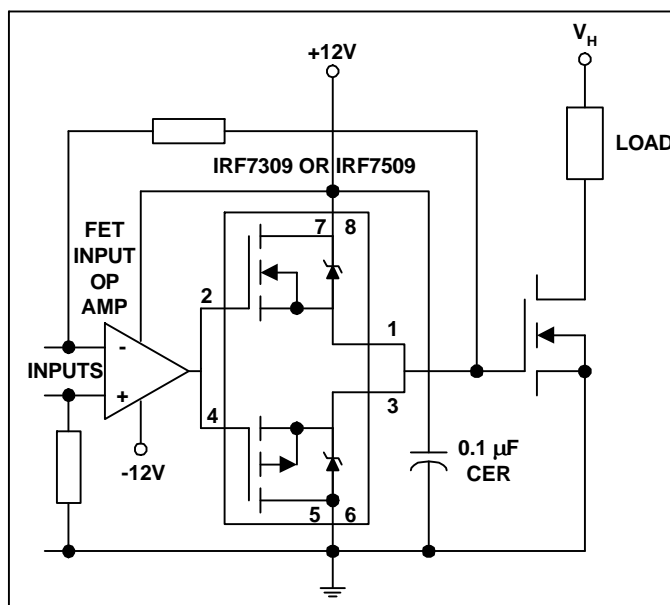 +12V
V_H
LOAD
IRF7309 OR IRF7509
FET
INPUT
OP
AMP
7 8
2
1
INPUTS
-
+
3
4
-12V
0.1 μF
CER
5 6